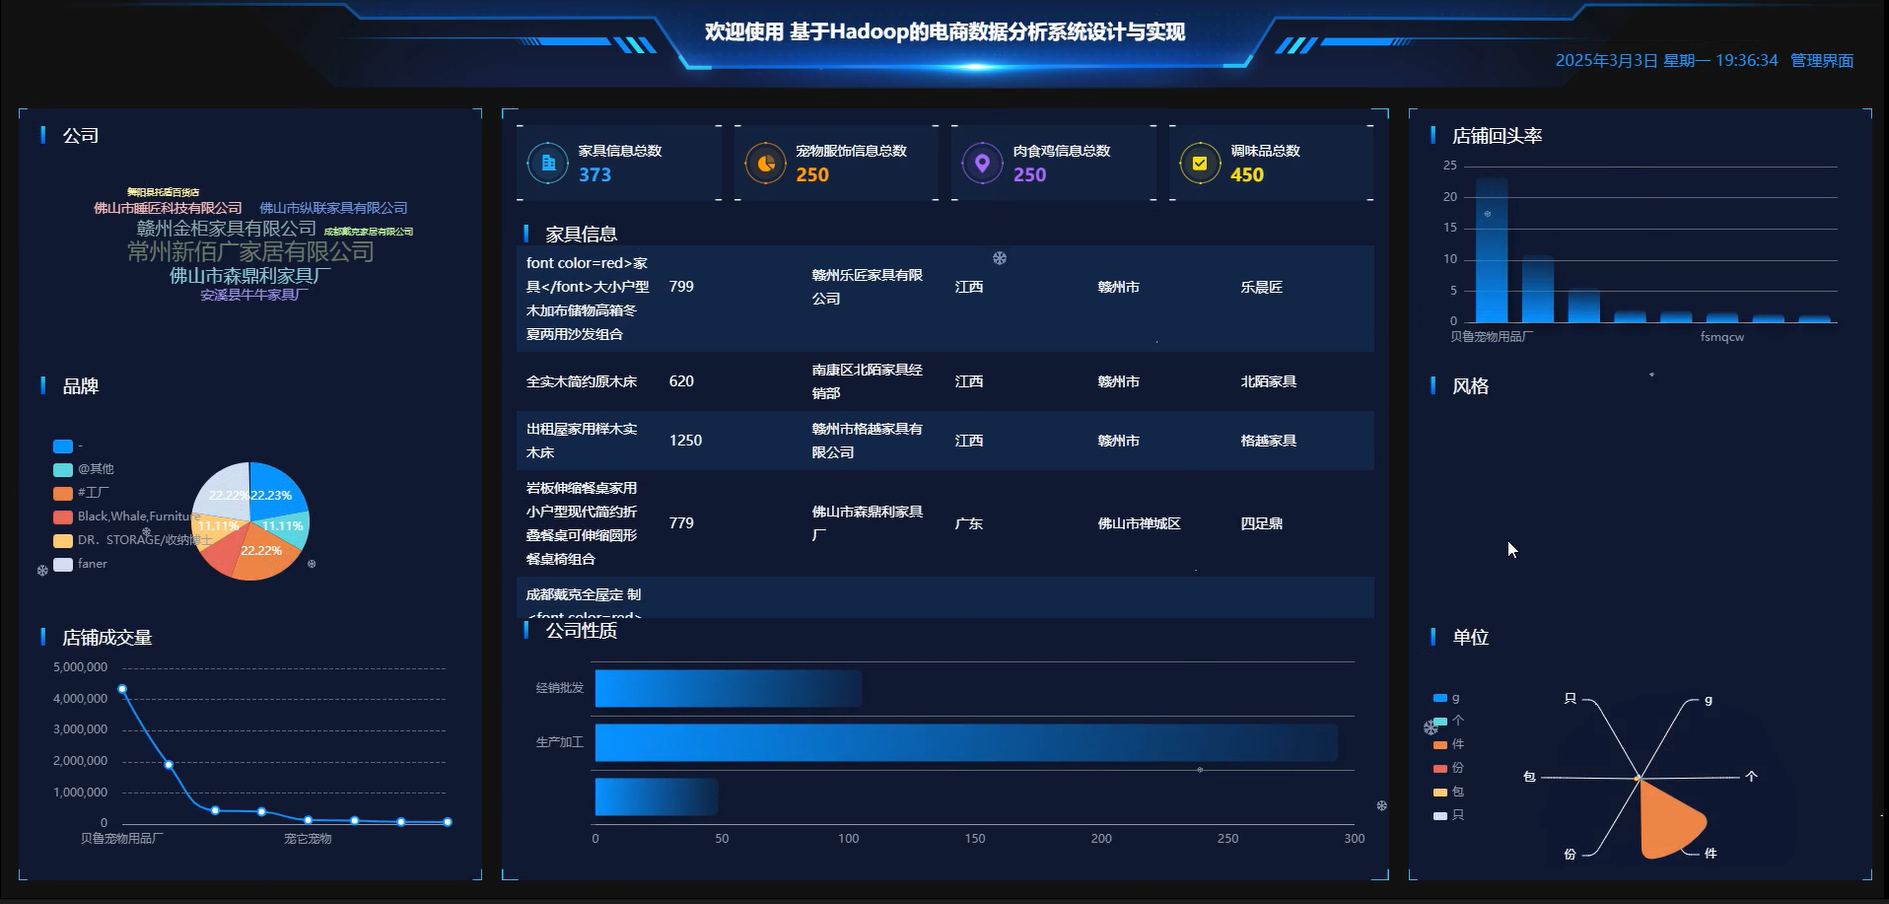 欢迎使用 基于Hadoop的电商数据分析系统设计与实现
2025年3月3日 星期一 19:36:34 管理界面
公司
舞阳县托盾百货店
佛山市睡匠科技有限公司 佛山市纵联家具有限公司
赣州金柜家具有限公司 成都戴克家居有限公司
常州新佰广家居有限公司
佛山市森鼎利家具厂
安溪县牛牛家具厂
品牌
-
@其他
#工厂
Black,Whale,Furniture
DR. STORAGE/收纳博士
faner
22.22% 22.23%
11.11% 11.11%
22.22%
店铺成交量
5,000,000
4,000,000
3,000,000
2,000,000
1,000,000
0
贝鲁宠物用品厂 宠它宠物
家具信息总数
373
宠物服饰信息总数
250
肉食鸡信息总数
250
调味品总数
450
家具信息
font color=red>家
具</font>大小户型
木加布储物高箱冬
夏两用沙发组合
799
赣州乐匠家具有限
公司
江西
赣州市
乐晨匠
全实木简约原木床
620
南康区北陌家具经
销部
江西
赣州市
北陌家具
出租屋家用榉木实
木床
1250
赣州市格越家具有
限公司
江西
赣州市
格越家具
岩板伸缩餐桌家用
小户型现代简约折
叠餐桌可伸缩圆形
餐桌椅组合
779
佛山市森鼎利家具
厂
广东
佛山市禅城区
四足鼎
成都戴克全屋定 制
<font color=red>
公司性质
经销批发
生产加工
0 50 100 150 200 250 300
店铺回头率
25
20
15
10
5
0
贝鲁宠物用品厂 fsmqcw
风格
单位
g
个
件
份
包
只
只 g
包 个
份 件